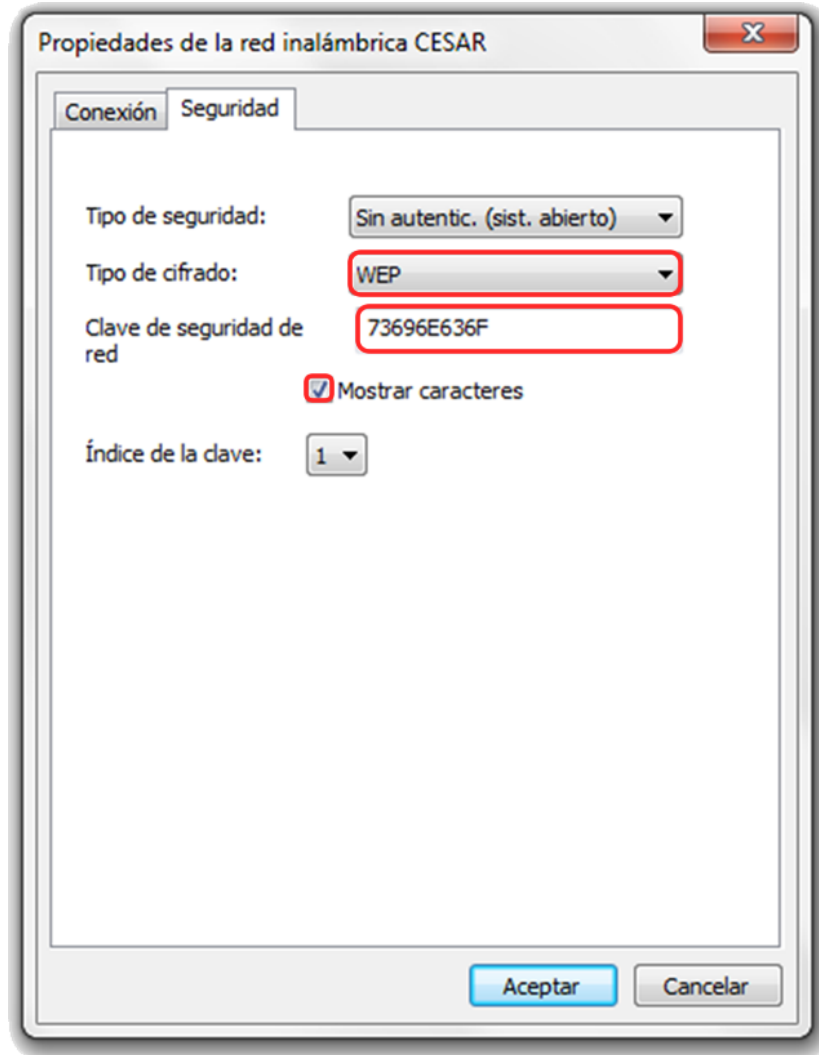 Propiedades de la red inalámbrica CESAR
Conexión
Seguridad
Tipo de seguridad:
Sin autentic. (sist. abierto)
Tipo de cifrado:
WEP
Clave de seguridad de
red
73696E636F
Mostrar caracteres
Índice de la clave:
1
Aceptar
Cancelar